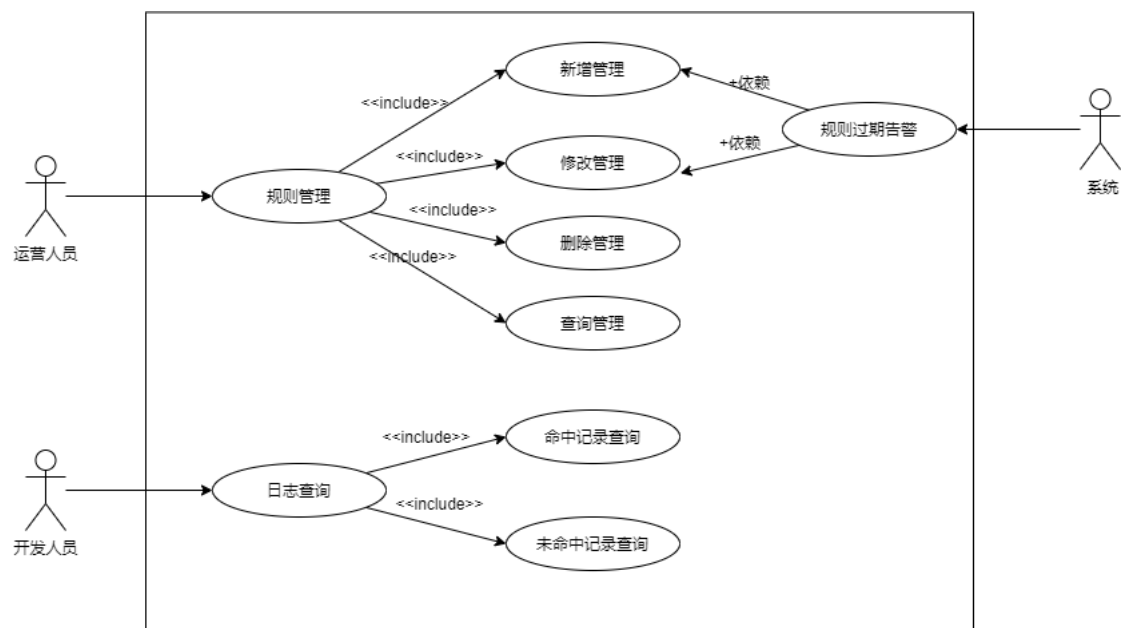 新增管理
<<include>>
+依赖
规则过期告警
系统
<<include>>
修改管理
+依赖
规则管理
运营人员
<<include>>
删除管理
<<include>>
查询管理
<<include>>
命中记录查询
日志查询
开发人员
<<include>>
未命中记录查询